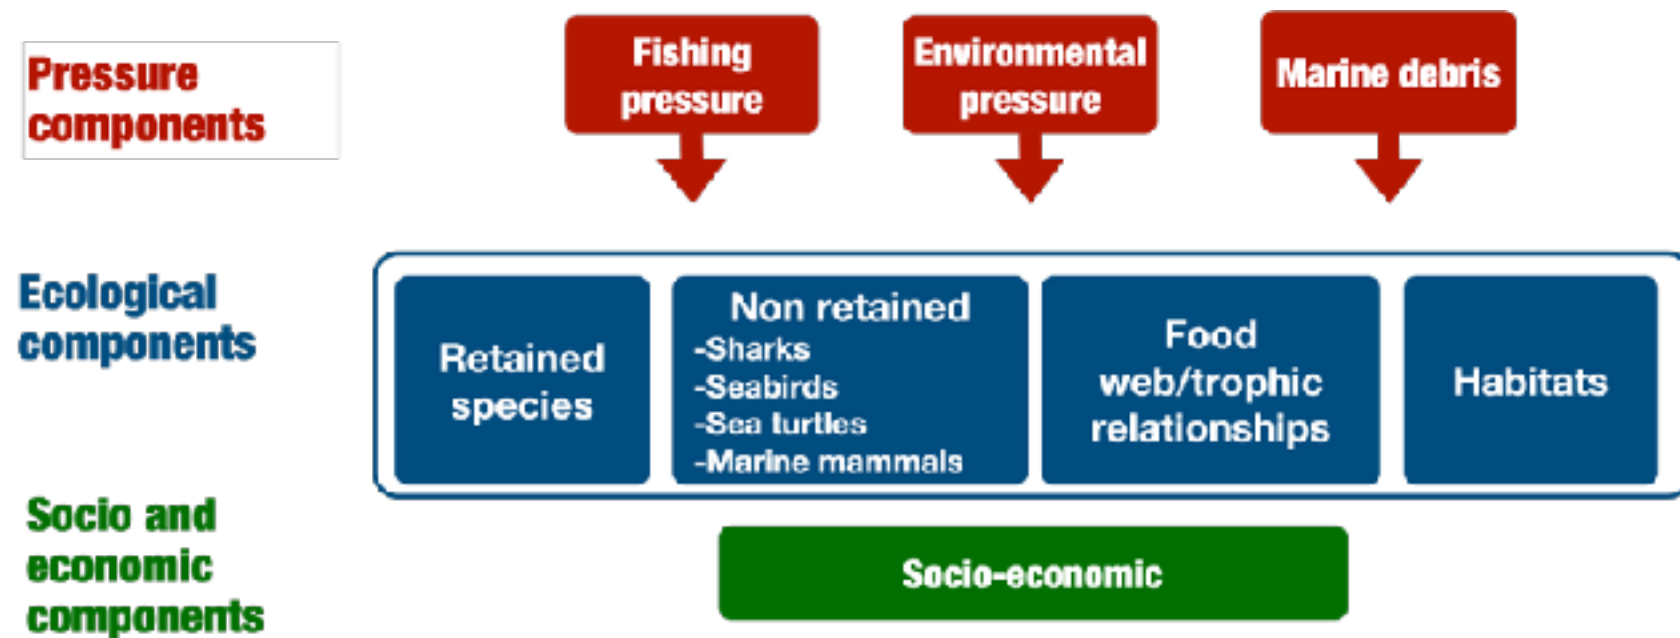 Pressure
components
Fishing
pressure
Environmental
pressure
Marine debris
Ecological
components
Retained
species
Non retained
-Sharks
-Seabirds
-Sea turtles
-Marine mammals
Food
web/trophic
relationships
Habitats
Socio and
economic
components
Socio-economic